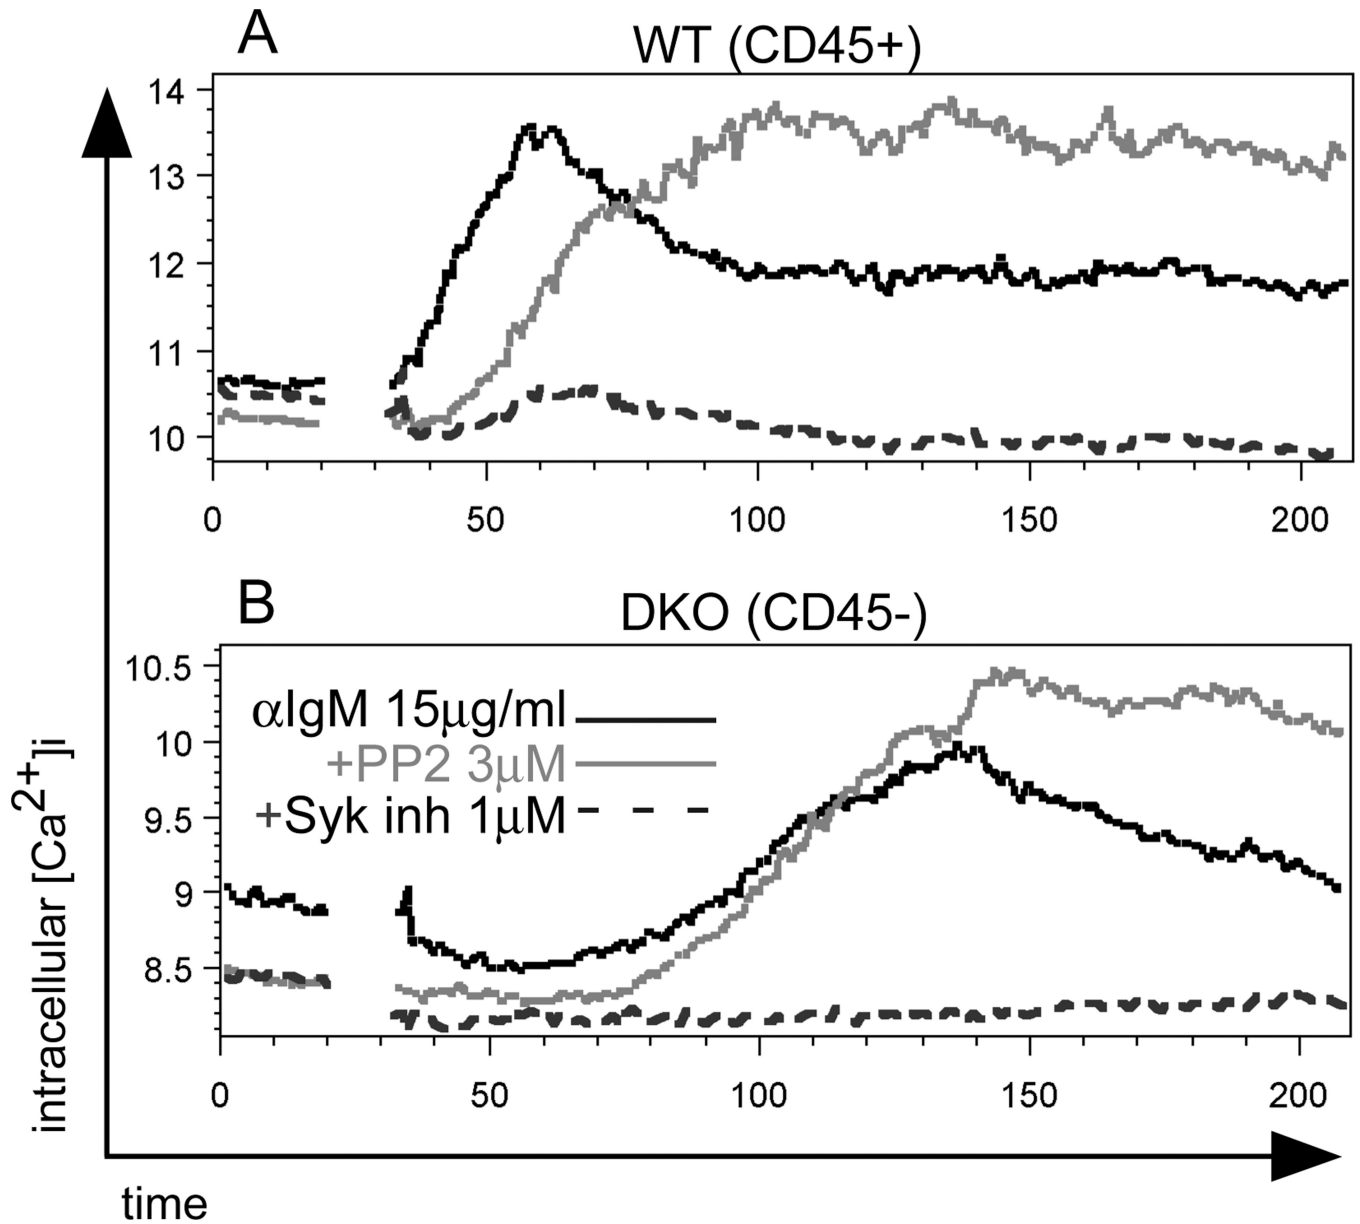 A
WT (CD45+)
14
13
12
11
10
0 50 100 150 200
B
DKO (CD45-)
10.5
10
9.5
9
8.5
αIgM 15μg/ml
+PP2 3μM
+Syk inh 1μM
0 50 100 150 200
intracellular [Ca2+]i
time